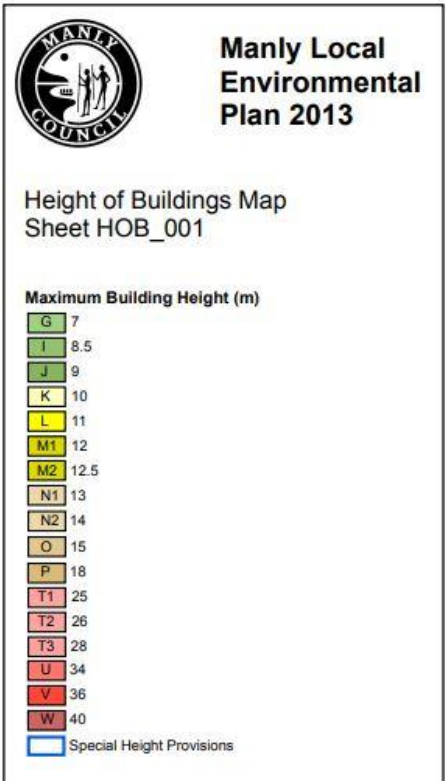 MANLY
COUNCIL
Manly Local
Environmental
Plan 2013
Height of Buildings Map
Sheet HOB_001
Maximum Building Height (m)
G 7
I 8.5
J 9
K 10
L 11
M1 12
M2 12.5
N1 13
N2 14
O 15
P 18
T1 25
T2 26
T3 28
U 34
V 36
W 40
Special Height Provisions